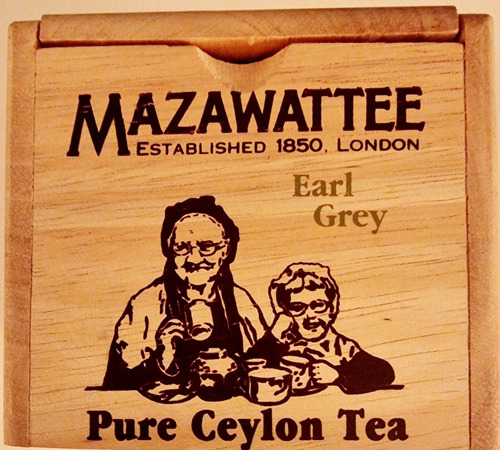 MAZAWATTEE
ESTABLISHED 1850, LONDON
Earl
Grey
Pure Ceylon Tea